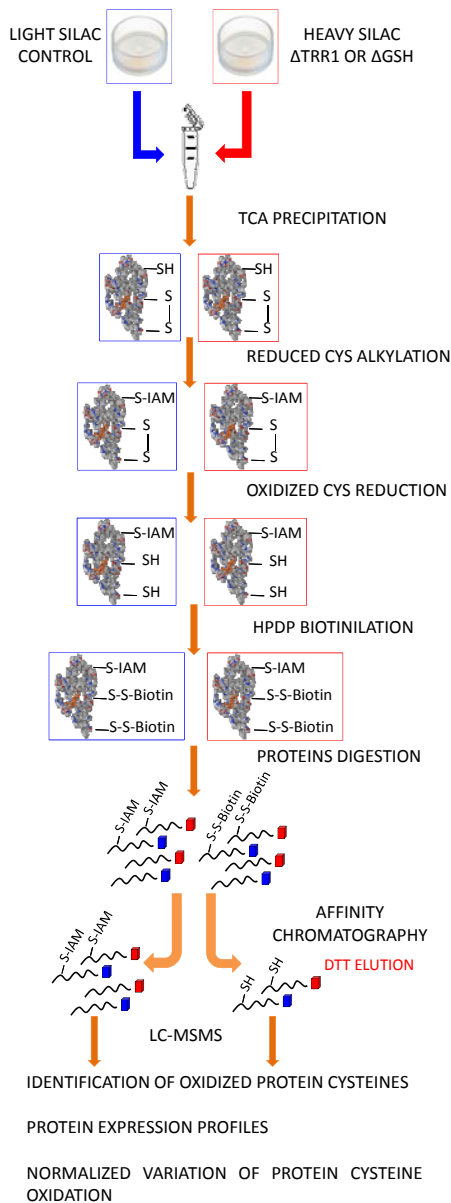 LIGHT SILAC
CONTROL
HEAVY SILAC
ΔTRR1 OR ΔGSH
TCA PRECIPITATION
SH
S
S
SH
S
S
REDUCED CYS ALKYLATION
S-IAM
S
S
S-IAM
S
S
OXIDIZED CYS REDUCTION
S-IAM
SH
SH
S-IAM
SH
SH
HPDP BIOTINILATION
S-IAM
S-S-Biotin
S-S-Biotin
S-IAM
S-S-Biotin
S-S-Biotin
PROTEINS DIGESTION
S-IAM
S-IAM
S-S-Biotin
S-S-Biotin
AFFINITY
CHROMATOGRAPHY
DTT ELUTION
S-IAM
S-IAM
SH
SH
LC-MSMS
IDENTIFICATION OF OXIDIZED PROTEIN CYSTEINES
PROTEIN EXPRESSION PROFILES
NORMALIZED VARIATION OF PROTEIN CYSTEINE
OXIDATION